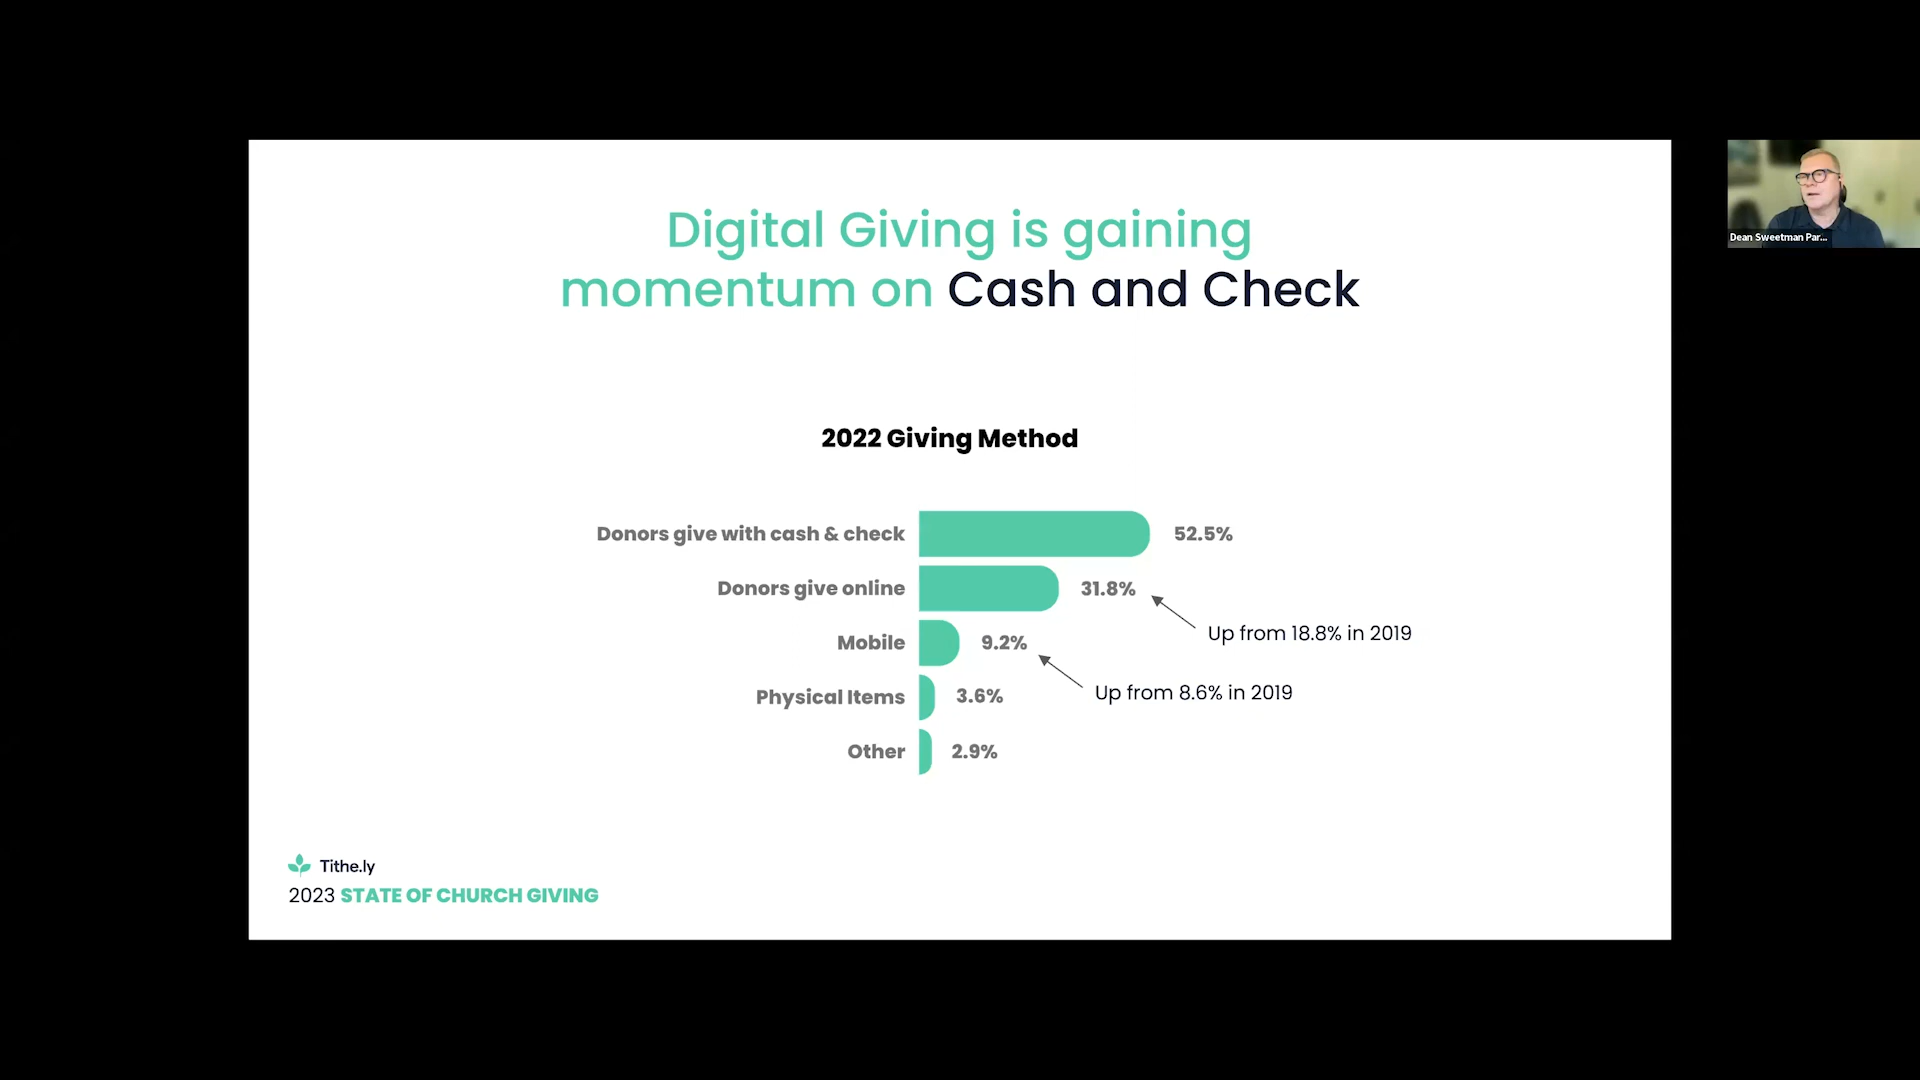 Digital Giving is gaining
momentum on Cash and Check
2022 Giving Method
Donors give with cash & check 52.5%
Donors give online 31.8%
Up from 18.8% in 2019
Mobile 9.2%
Up from 8.6% in 2019
Physical Items 3.6%
Other 2.9%
Tithe.ly
2023 STATE OF CHURCH GIVING
Dean Sweetman Par...